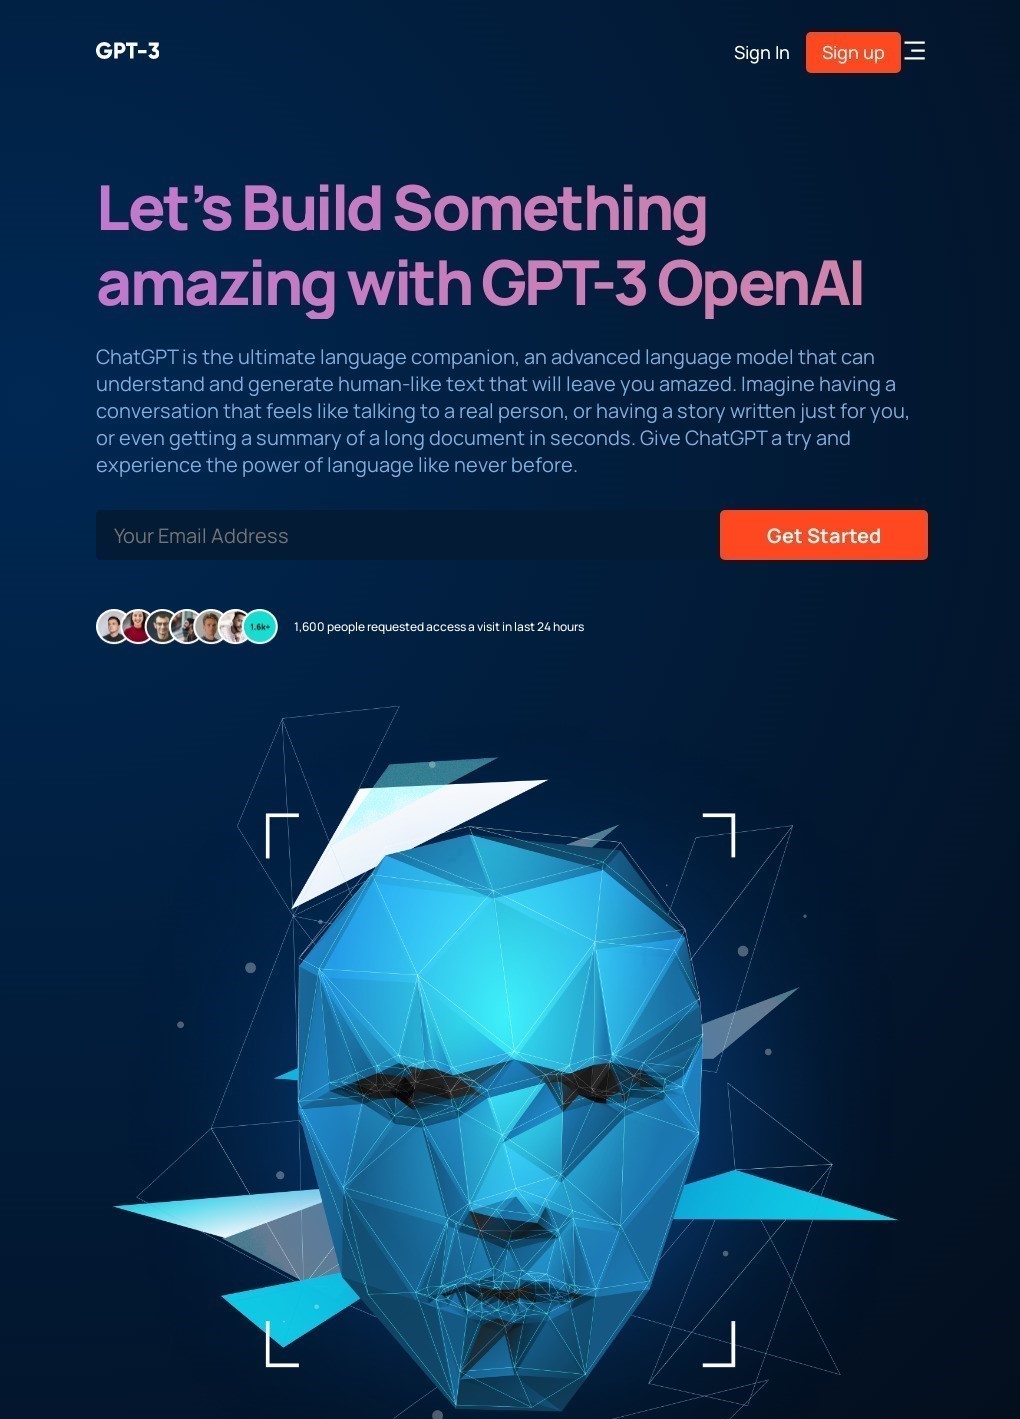 GPT-3
Sign In
Sign up
Let's Build Something
amazing with GPT-3 OpenAI
ChatGPT is the ultimate language companion, an advanced language model that can
understand and generate human-like text that will leave you amazed. Imagine having a
conversation that feels like talking to a real person, or having a story written just for you,
or even getting a summary of a long document in seconds. Give ChatGPT a try and
experience the power of language like never before.
Your Email Address
Get Started
1.6k+
1,600 people requested access a visit in last 24 hours